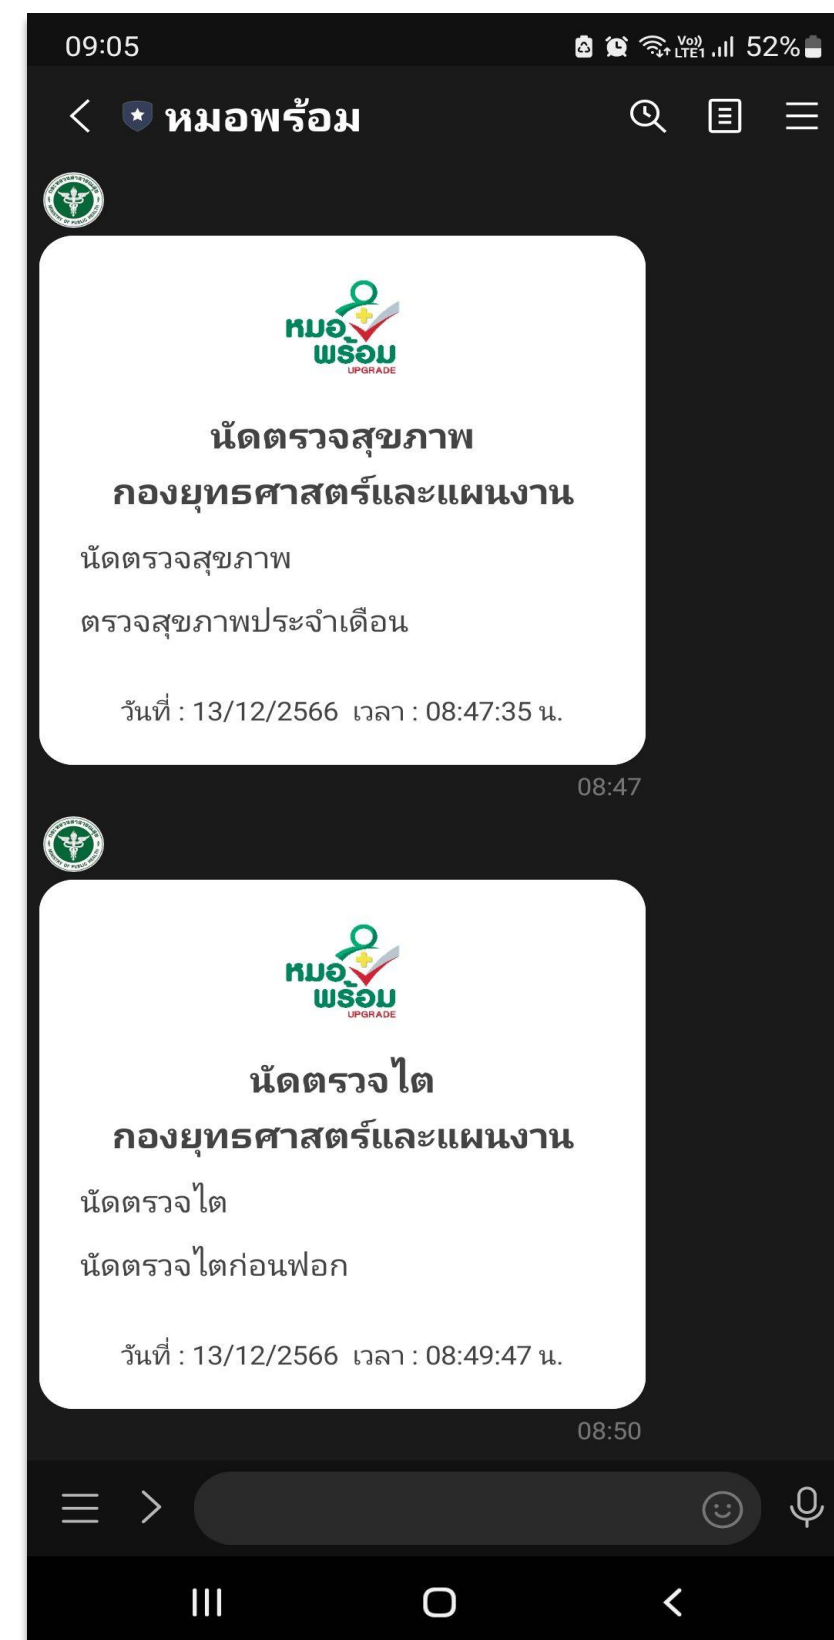 09:05
Vo)) LTE1 52%
หมอพร้อม
หมอ
พร้อม
UPGRADE
นัดตรวจสุขภาพ
กองยุทธศาสตร์และแผนงาน
นัดตรวจสุขภาพ
ตรวจสุขภาพประจำเดือน
วันที่ : 13/12/2566 เวลา : 08:47:35 น.
08:47
หมอ
พร้อม
UPGRADE
นัดตรวจไต
กองยุทธศาสตร์และแผนงาน
นัดตรวจไต
นัดตรวจไตก่อนฟอก
วันที่ : 13/12/2566 เวลา : 08:49:47 น.
08:50